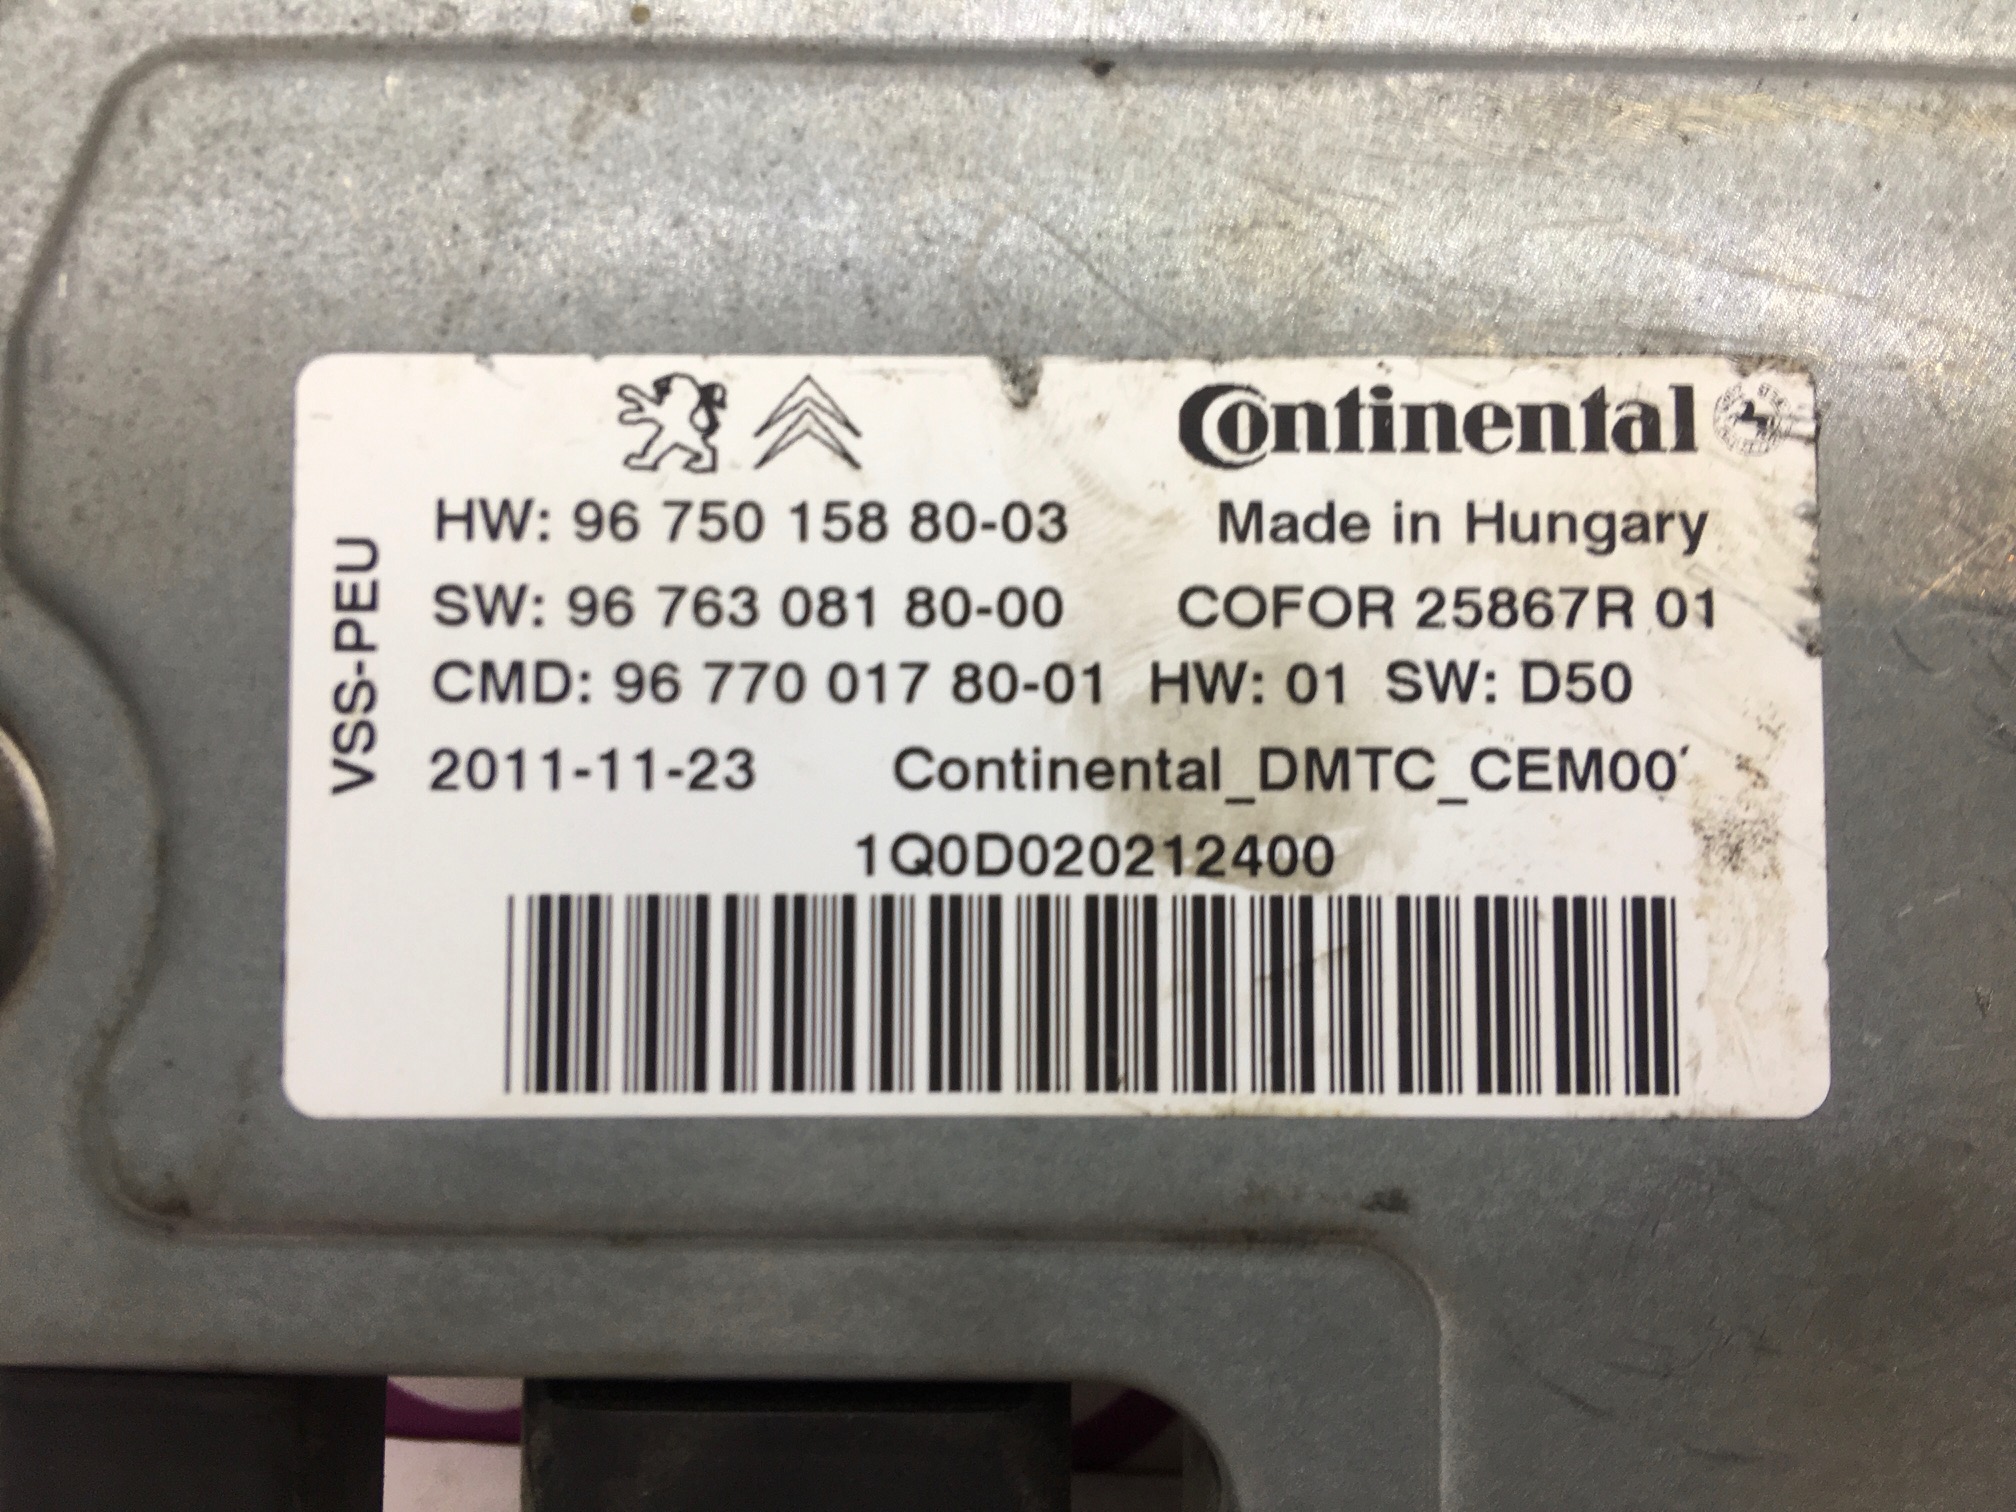 Continental
HW: 96 750 158 80-03
Made in Hungary
SW: 96 763 081 80-00
COFOR 25867R 01
CMD: 96 770 017 80-01 HW: 01 SW: D50
2011-11-23
Continental_DMTC_CEM00'
1Q0D020212400
VSS-PEU